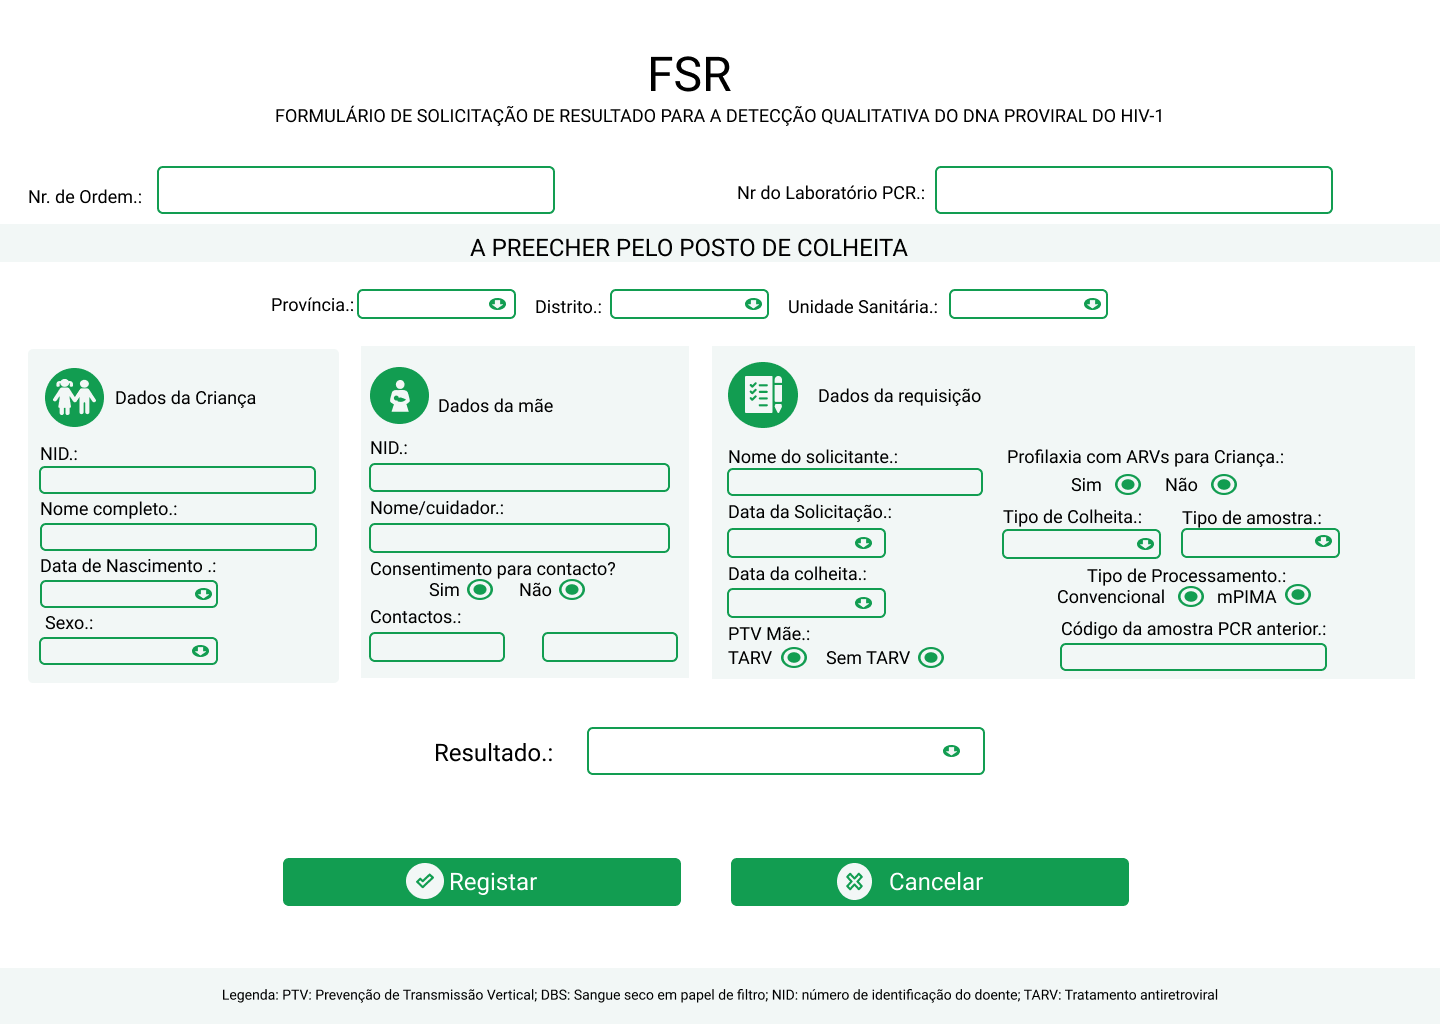 FSR
FORMULÁRIO DE SOLICITAÇÃO DE RESULTADO PARA A DETECÇÃO QUALITATIVA DO DNA PROVIRAL DO HIV-1
Nr. de Ordem.: Nr do Laboratório PCR.:
A PREECHER PELO POSTO DE COLHEITA
Província.: Distrito.: Unidade Sanitária.:
Dados da Criança
NID.:
Nome completo.:
Data de Nascimento .:
Sexo.:
Dados da mãe
NID.:
Nome/cuidador.:
Consentimento para contacto?
Sim Não
Contactos.:
Dados da requisição
Nome do solicitante.:
Data da Solicitação.:
Data da colheita.:
PTV Mãe.:
TARV Sem TARV
Profilaxia com ARVs para Criança.:
Sim Não
Tipo de Colheita.: Tipo de amostra.:
Tipo de Processamento.:
Convencional mPIMA
Código da amostra PCR anterior.:
Resultado.:
Registar Cancelar
Legenda: PTV: Prevenção de Transmissão Vertical; DBS: Sangue seco em papel de filtro; NID: número de identificação do doente; TARV: Tratamento antiretroviral